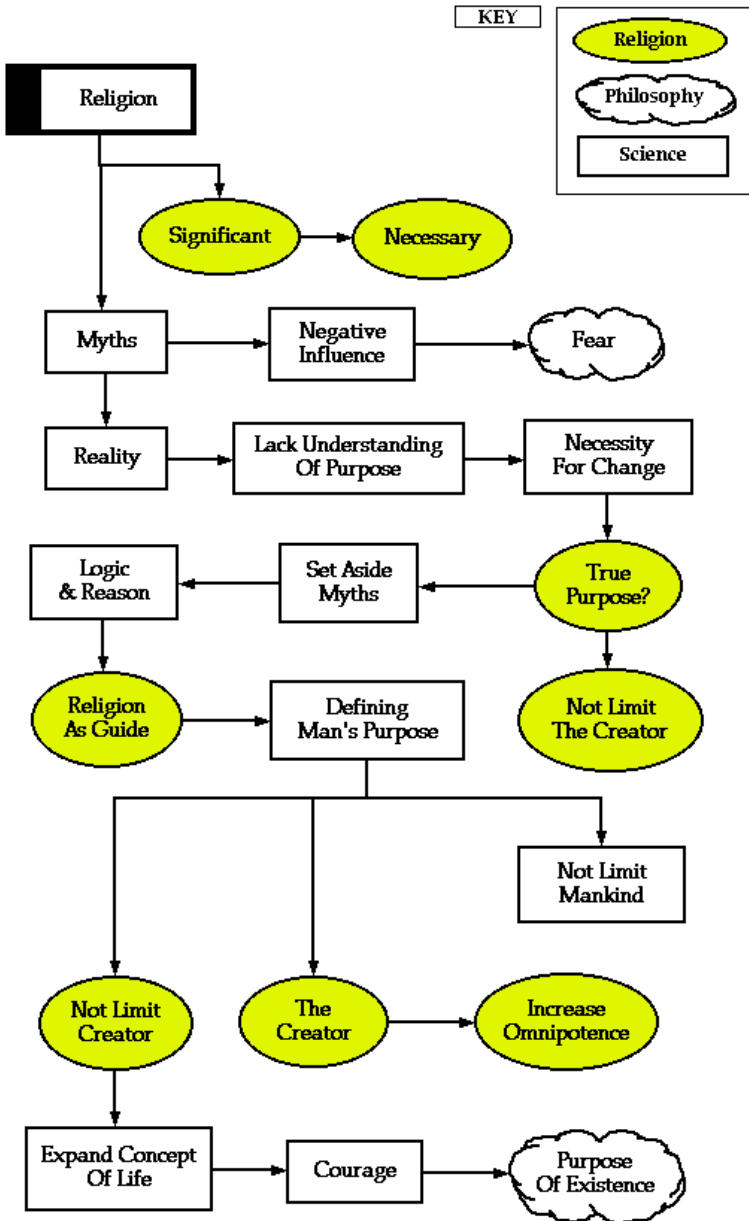 KEY
Religion
Philosophy
Science
Religion
Significant
Necessary
Myths
Negative
Influence
Fear
Reality
Lack Understanding
Of Purpose
Necessity
For Change
Logic
& Reason
Set Aside
Myths
True
Purpose?
Religion
As Guide
Defining
Man's Purpose
Not Limit
The Creator
Not Limit
Mankind
Not Limit
Creator
The
Creator
Increase
Omnipotence
Expand Concept
Of Life
Courage
Purpose
Of Existence